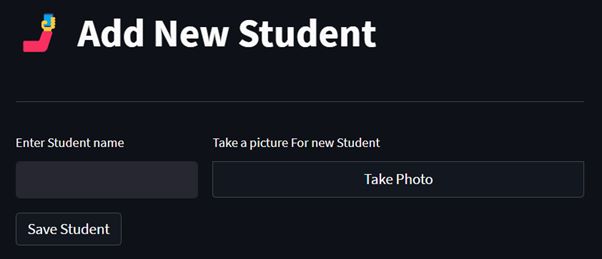 Add New Student
Enter Student name
Take a picture For new Student
Take Photo
Save Student